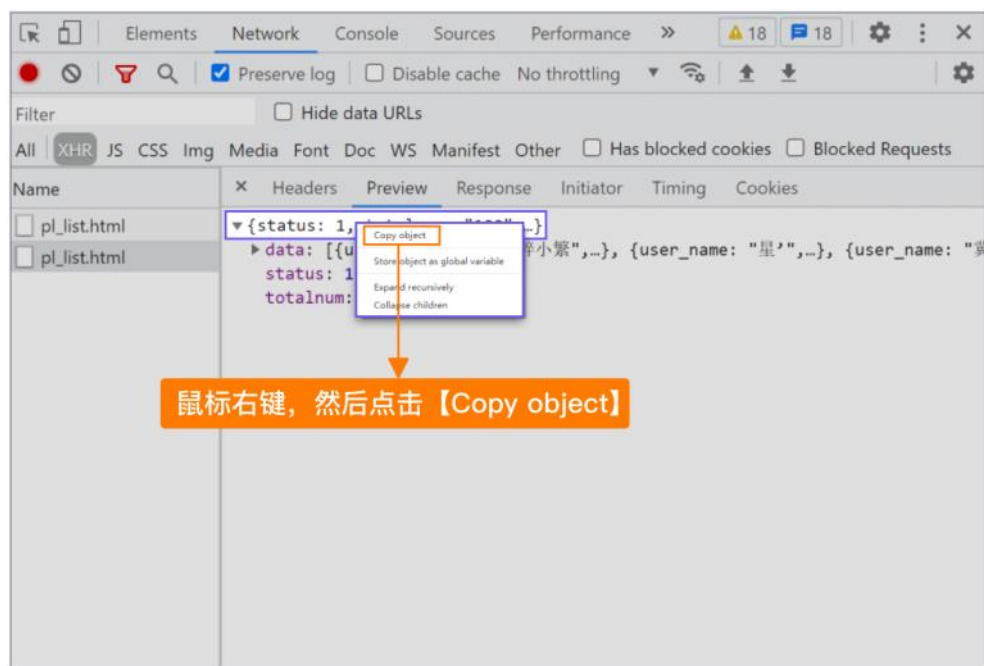 Elements Network Console Sources Performance » 18 18
Preserve log Disable cache No throttling
Filter Hide data URLs
All XHR JS CSS Img Media Font Doc WS Manifest Other Has blocked cookies Blocked Requests
Name × Headers Preview Response Initiator Timing Cookies
pl_list.html
pl_list.html
▼{status: 1, …}
Copy object
▶data: [{u 小繁",…}, {user_name: "星'",…}, {user_name: "
Store object as global variable
status: 1
Expand recursively
totalnum:
Collapse children
鼠标右键，然后点击【Copy object】